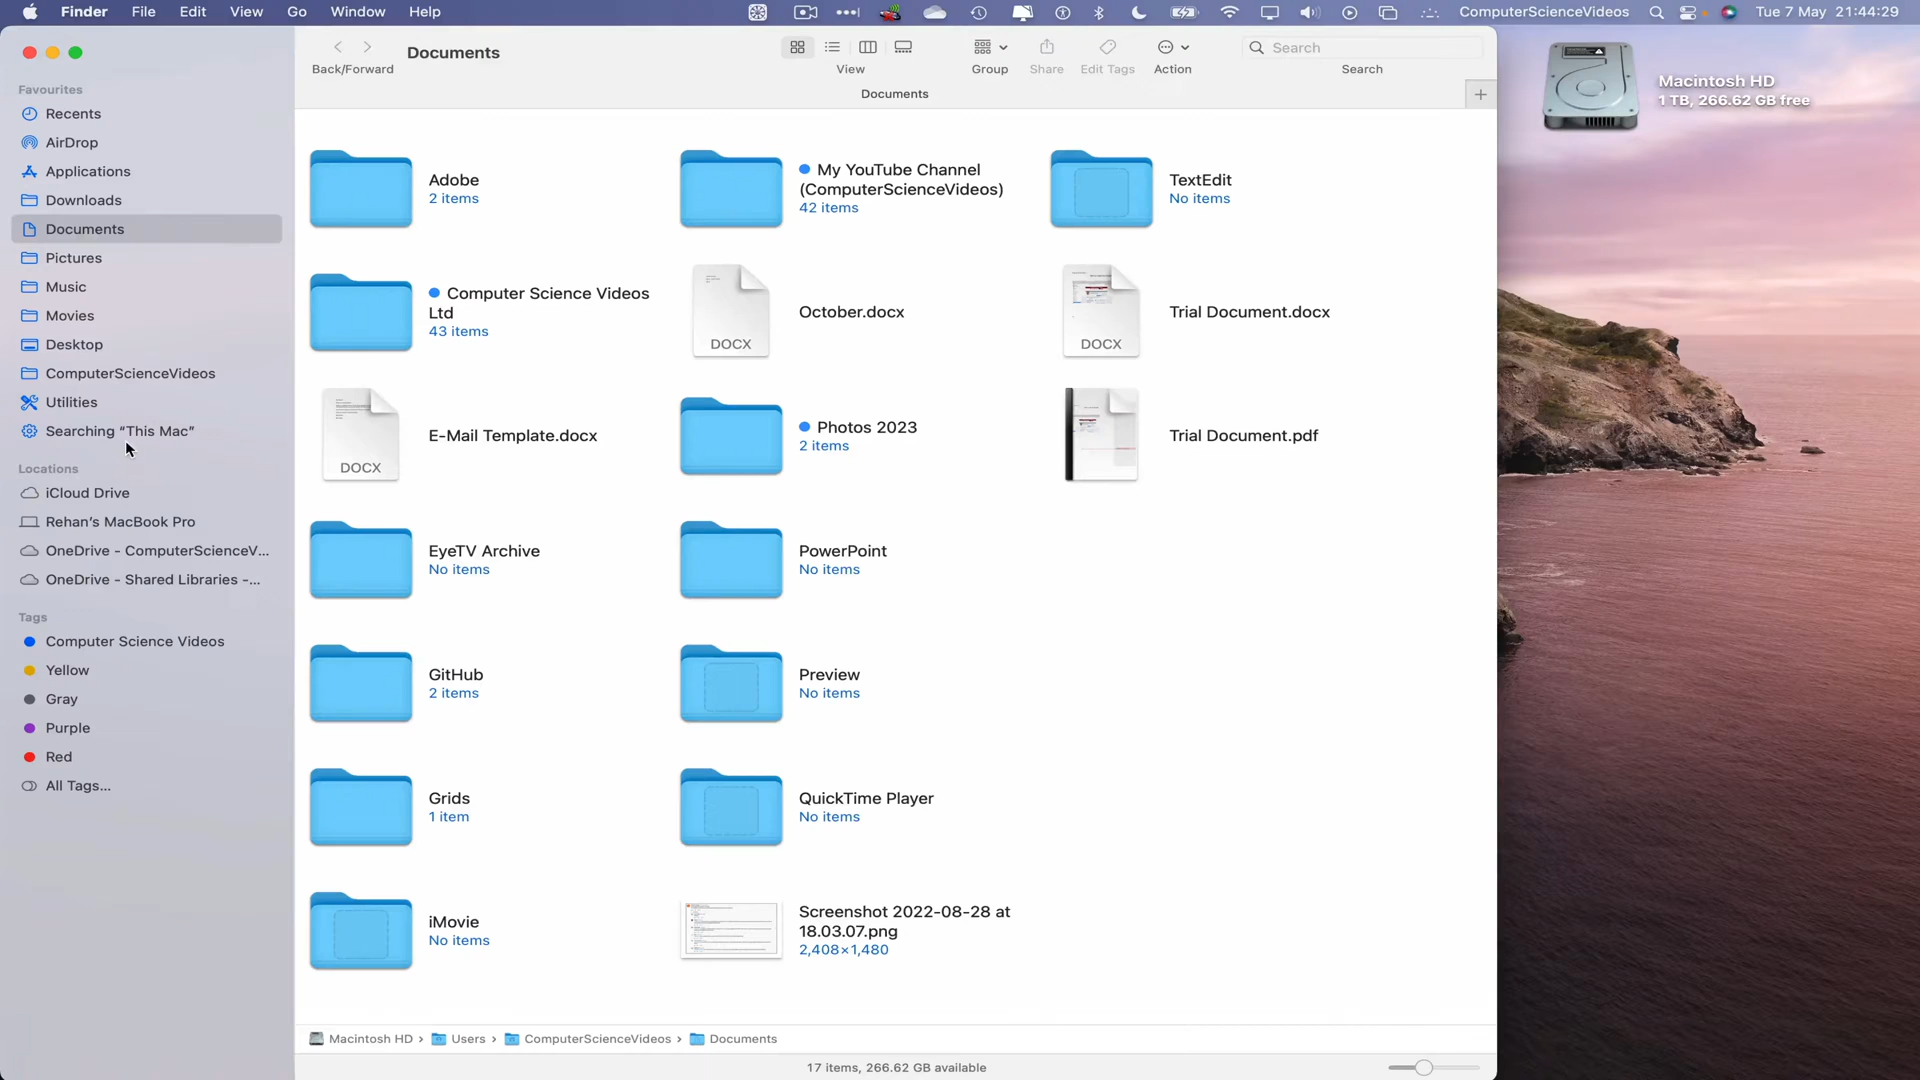 Finder File Edit View Go Window Help ComputerScienceVideos Tue 7 May 21:44:29
Back/Forward
Documents
View
Group
Share
Edit Tags
Action
Search
Search
Documents
Favourites
Recents
AirDrop
Applications
Downloads
Documents
Pictures
Music
Movies
Desktop
ComputerScienceVideos
Utilities
Searching “This Mac”
Locations
iCloud Drive
Rehan’s MacBook Pro
OneDrive - ComputerScienceV...
OneDrive - Shared Libraries -...
Tags
Computer Science Videos
Yellow
Gray
Purple
Red
All Tags...
Adobe
2 items
Computer Science Videos
Ltd
43 items
DOCX
E-Mail Template.docx
EyeTV Archive
No items
GitHub
2 items
Grids
1 item
iMovie
No items
My YouTube Channel
(ComputerScienceVideos)
42 items
DOCX
October.docx
Photos 2023
2 items
PowerPoint
No items
Preview
No items
QuickTime Player
No items
Screenshot 2022-08-28 at
18.03.07.png
2,408×1,480
TextEdit
No items
DOCX
Trial Document.docx
Trial Document.pdf
Macintosh HD › Users › ComputerScienceVideos › Documents
17 items, 266.62 GB available
Macintosh HD
1 TB, 266.62 GB free